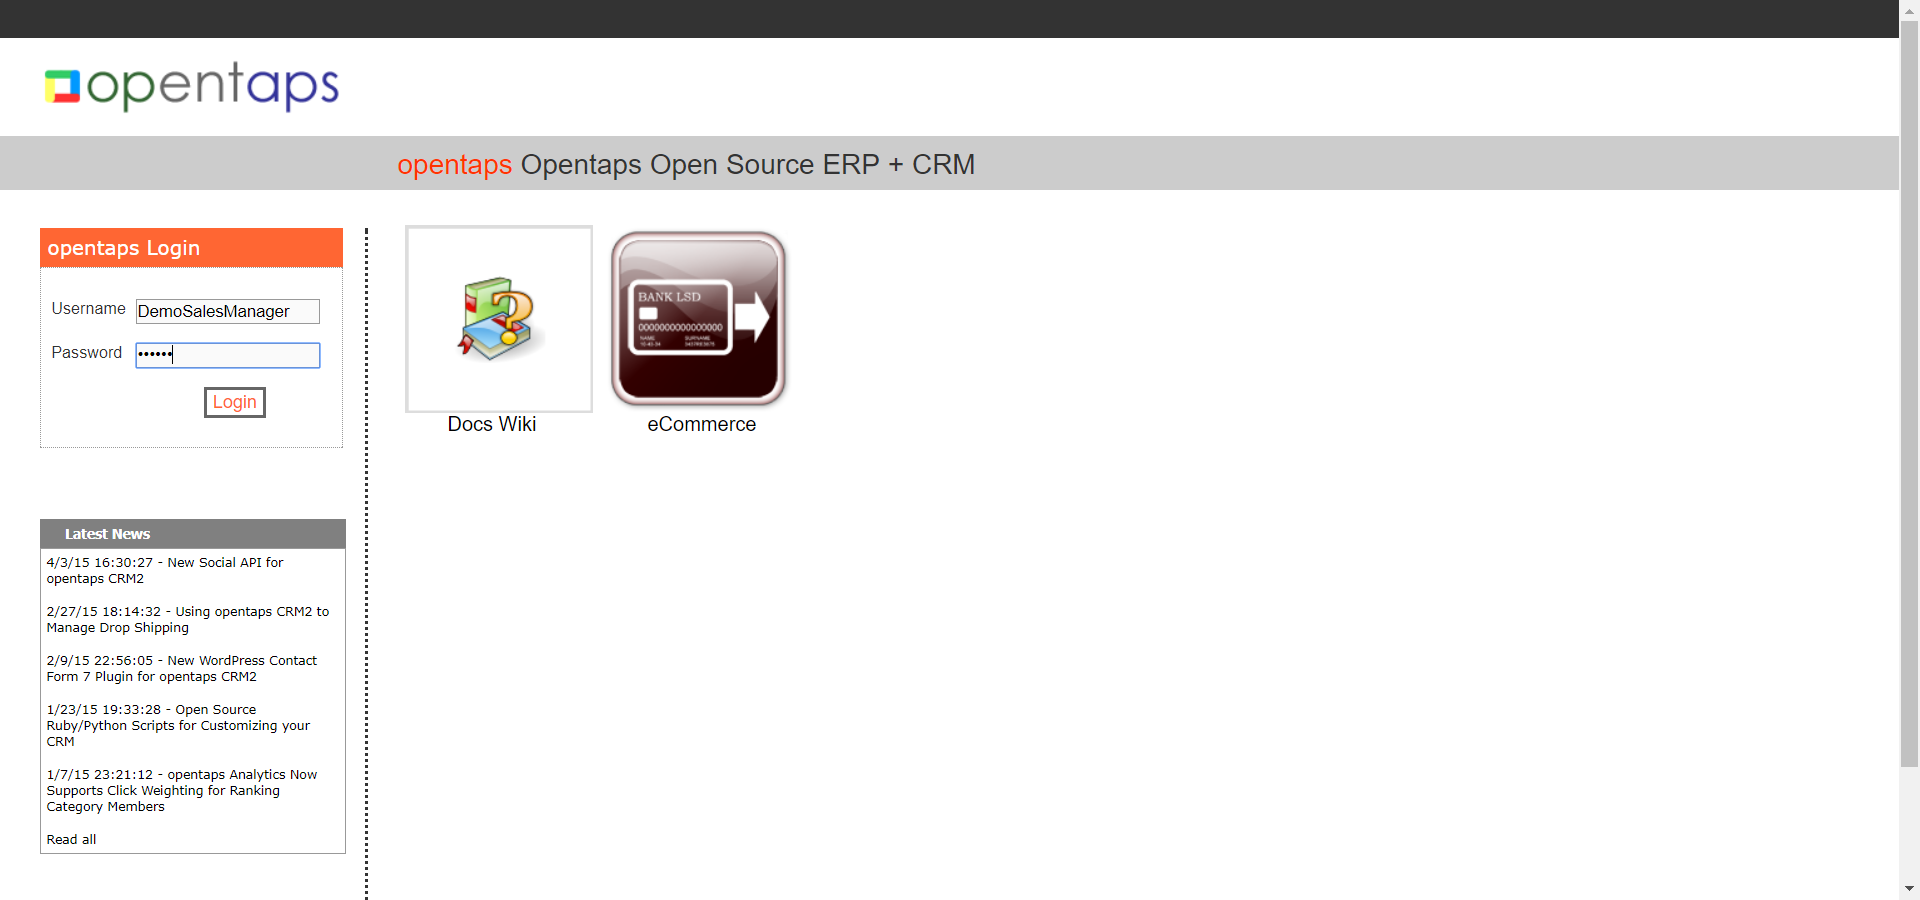 opentaps
opentaps Opentaps Open Source ERP + CRM
opentaps Login
Username DemoSalesManager
Password ••••••
Login
BANK LSD
0000000000000000
NAME SURNAME
Docs Wiki
eCommerce
Latest News
4/3/15 16:30:27 - New Social API for
opentaps CRM2
2/27/15 18:14:32 - Using opentaps CRM2 to
Manage Drop Shipping
2/9/15 22:56:05 - New WordPress Contact
Form 7 Plugin for opentaps CRM2
1/23/15 19:33:28 - Open Source
Ruby/Python Scripts for Customizing your
CRM
1/7/15 23:21:12 - opentaps Analytics Now
Supports Click Weighting for Ranking
Category Members
Read all